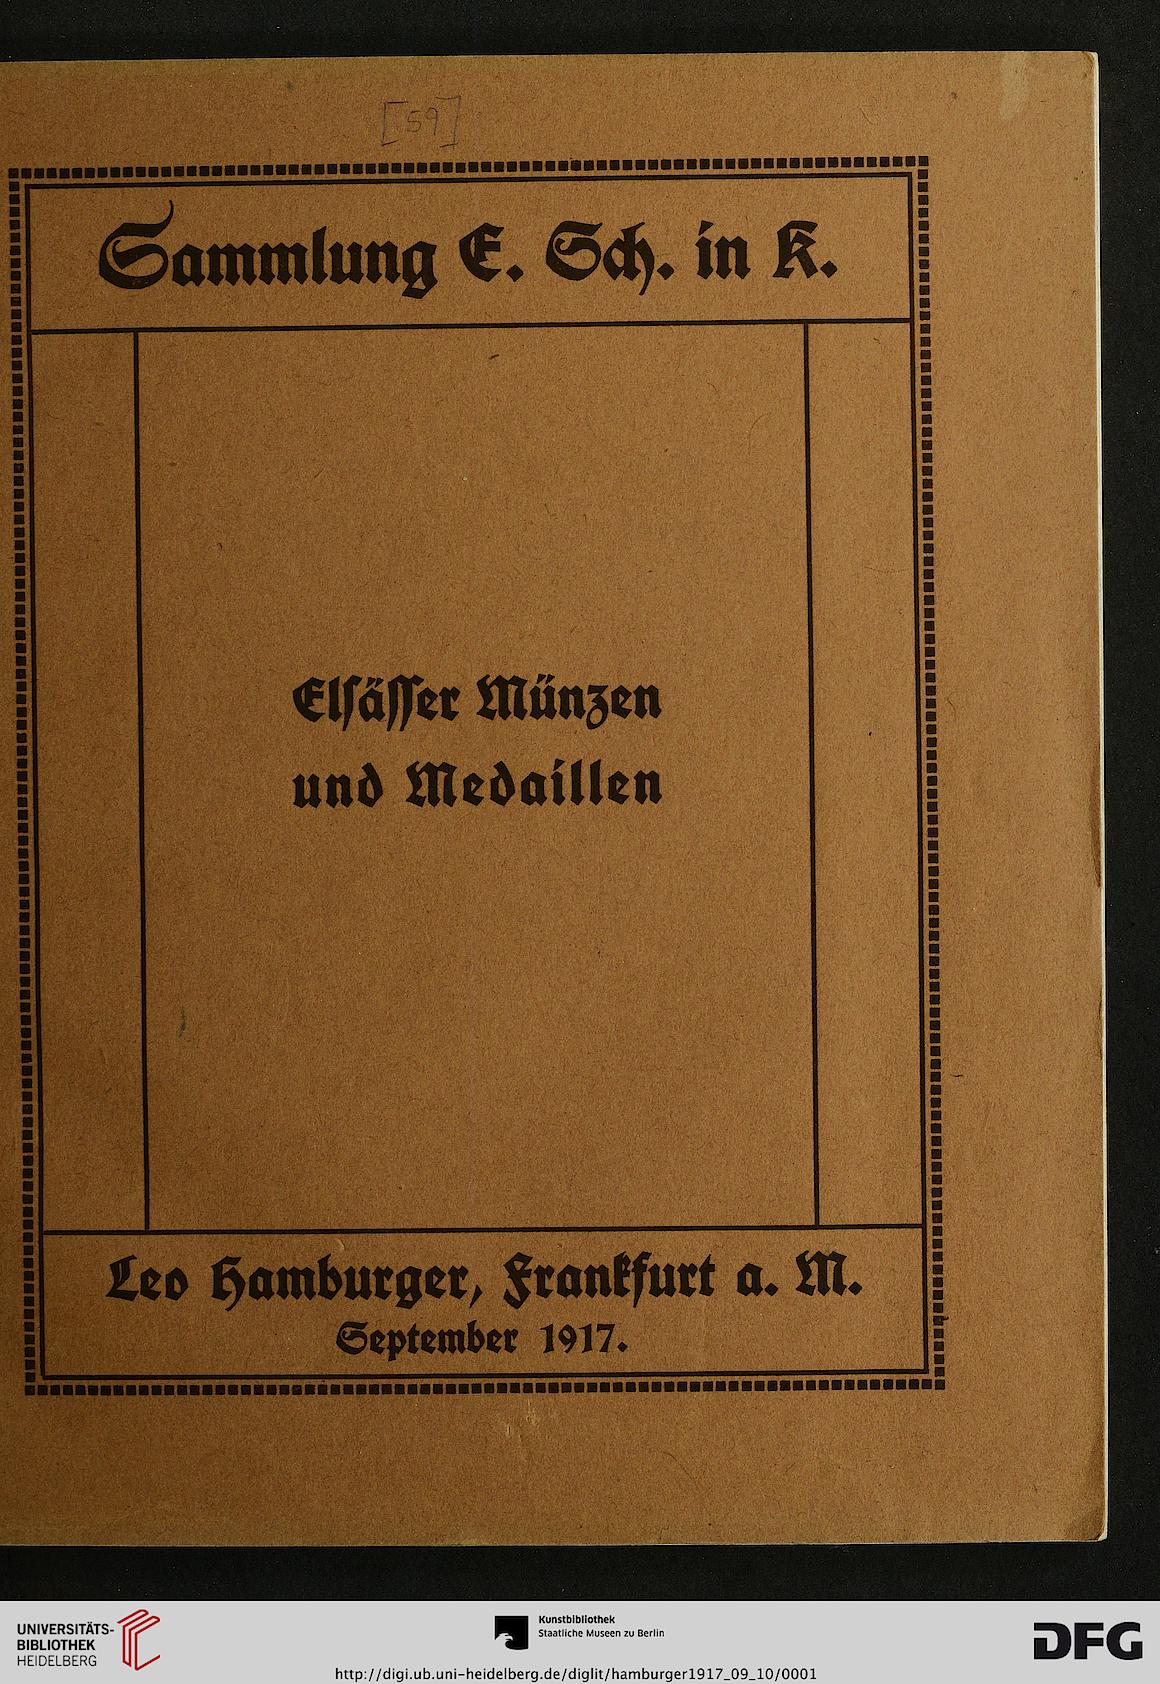 [59]
Sammlung E. Sch. in K.
Elſäſſer Münzen
und Medaillen
Leo Hamburger, Frankfurt a. M.
September 1917.
UNIVERSITÄTS-
BIBLIOTHEK
HEIDELBERG
Kunstbibliothek
Staatliche Museen zu Berlin
DFG
http://digi.ub.uni-heidelberg.de/diglit/hamburger1917_09_10/0001